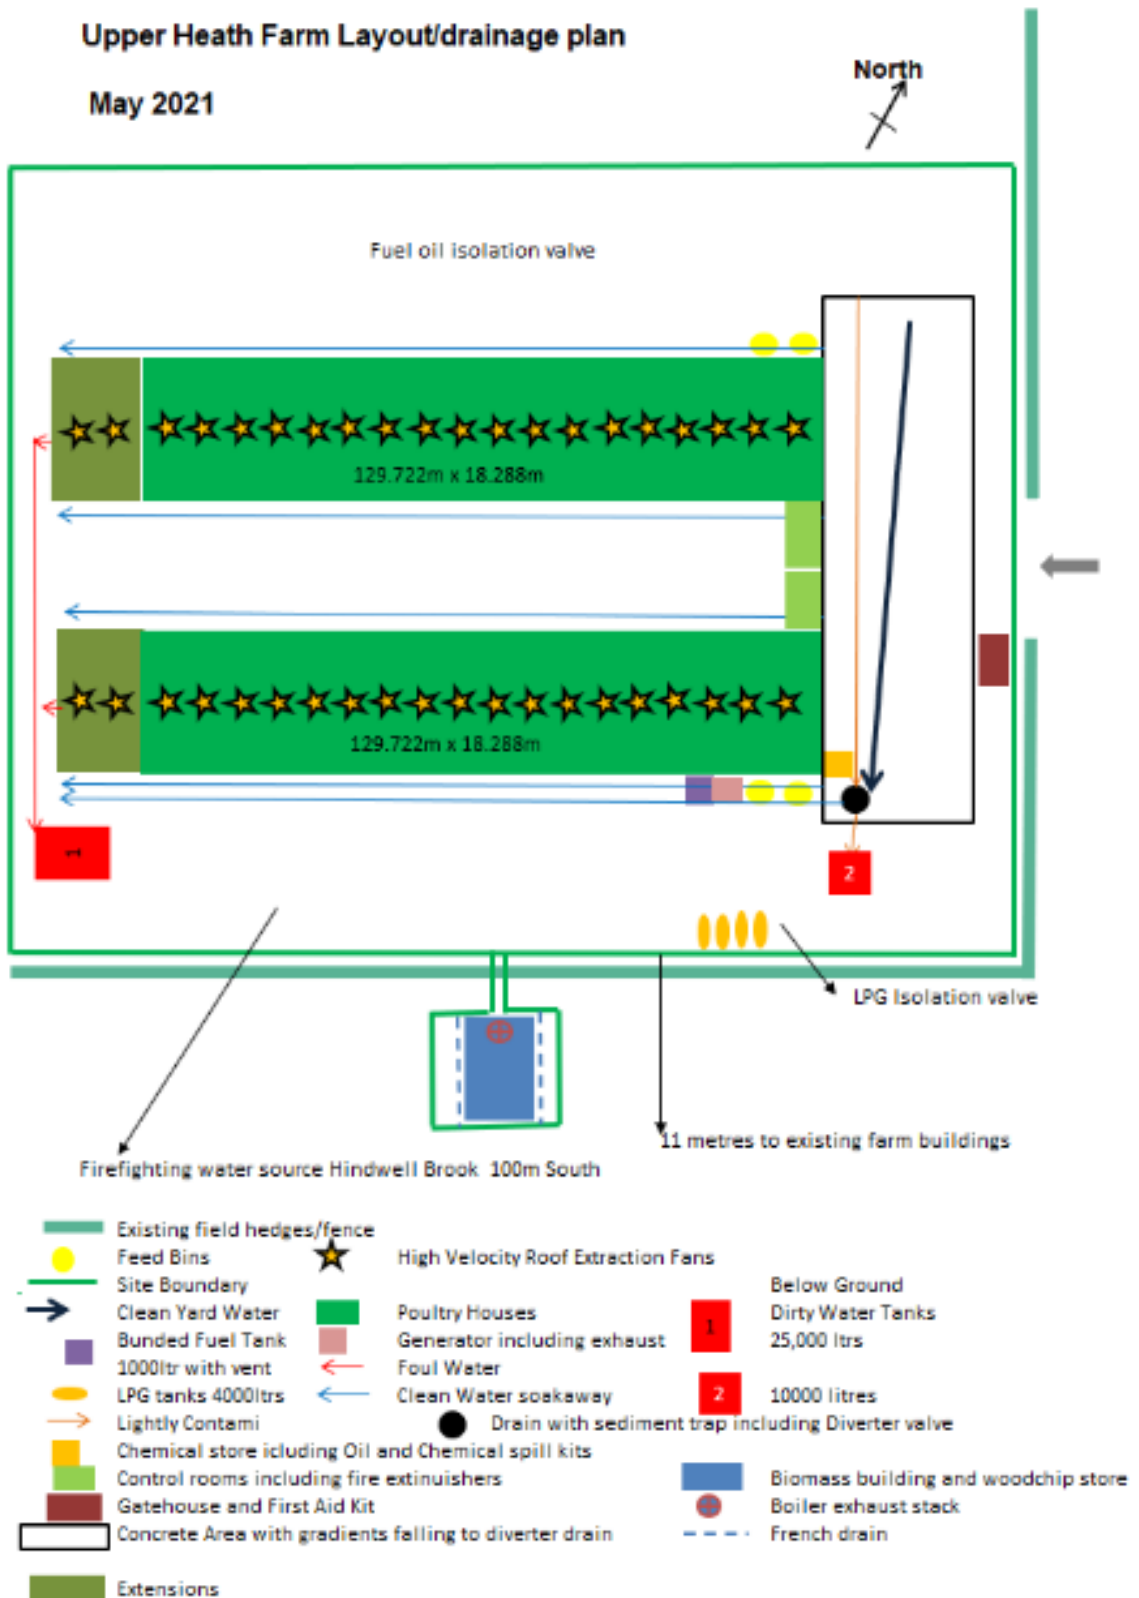 Upper Heath Farm Layout/drainage plan
May 2021
North
Fuel oil isolation valve
129.722m x 18.288m
129.722m x 18.288m
1
2
LPG Isolation valve
11 metres to existing farm buildings
Firefighting water source Hindwell Brook 100m South
Existing field hedges/fence
Feed Bins
High Velocity Roof Extraction Fans
Site Boundary
Below Ground
Clean Yard Water
Poultry Houses
1
Dirty Water Tanks
Bunded Fuel Tank
Generator including exhaust
25,000 ltrs
1000ltr with vent
Foul Water
LPG tanks 4000ltrs
Clean Water soakaway
2
10000 litres
Lightly Contami
Drain with sediment trap including Diverter valve
Chemical store icluding Oil and Chemical spill kits
Control rooms including fire extinuishers
Biomass building and woodchip store
Gatehouse and First Aid Kit
Boiler exhaust stack
Concrete Area with gradients falling to diverter drain
French drain
Extensions